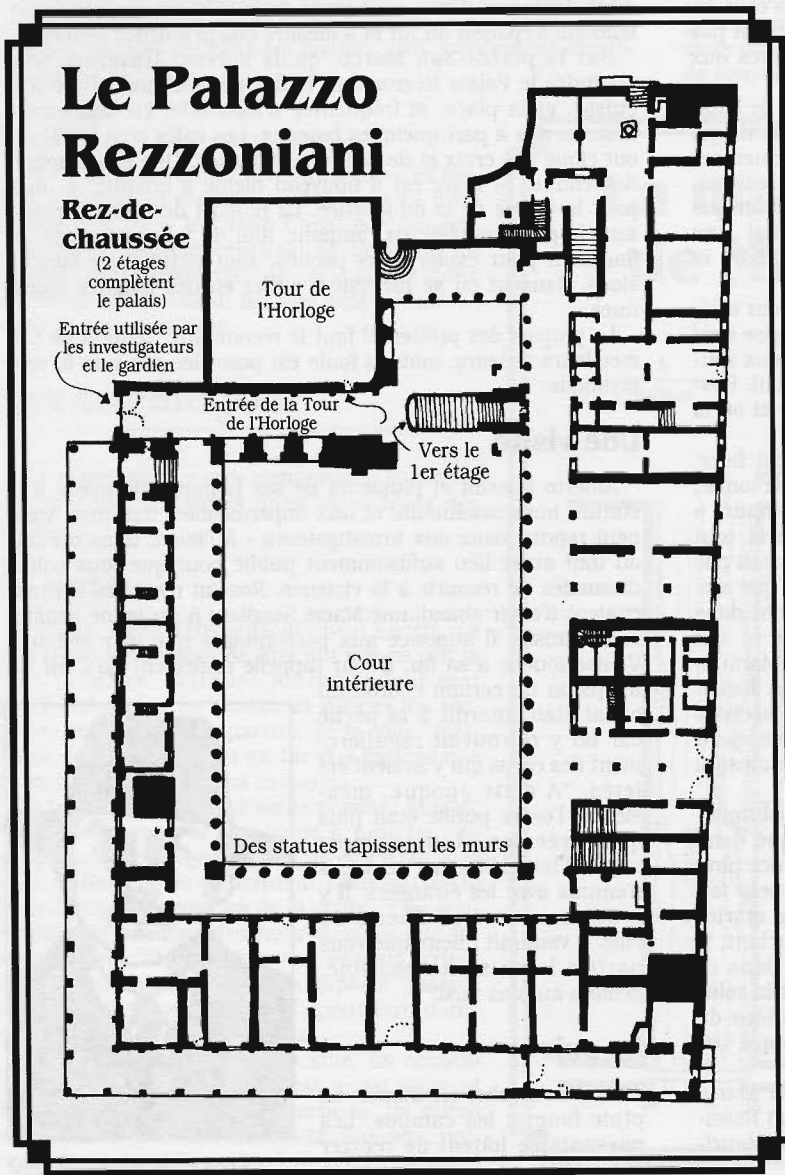 Le Palazzo
Rezzoniani
Rez-de-
chaussée
(2 étages
complètent
le palais)
Entrée utilisée par
les investigateurs
et le gardien
Tour de
l'Horloge
Entrée de la Tour
de l'Horloge
Vers le
1er étage
Cour
intérieure
Des statues tapissent les murs